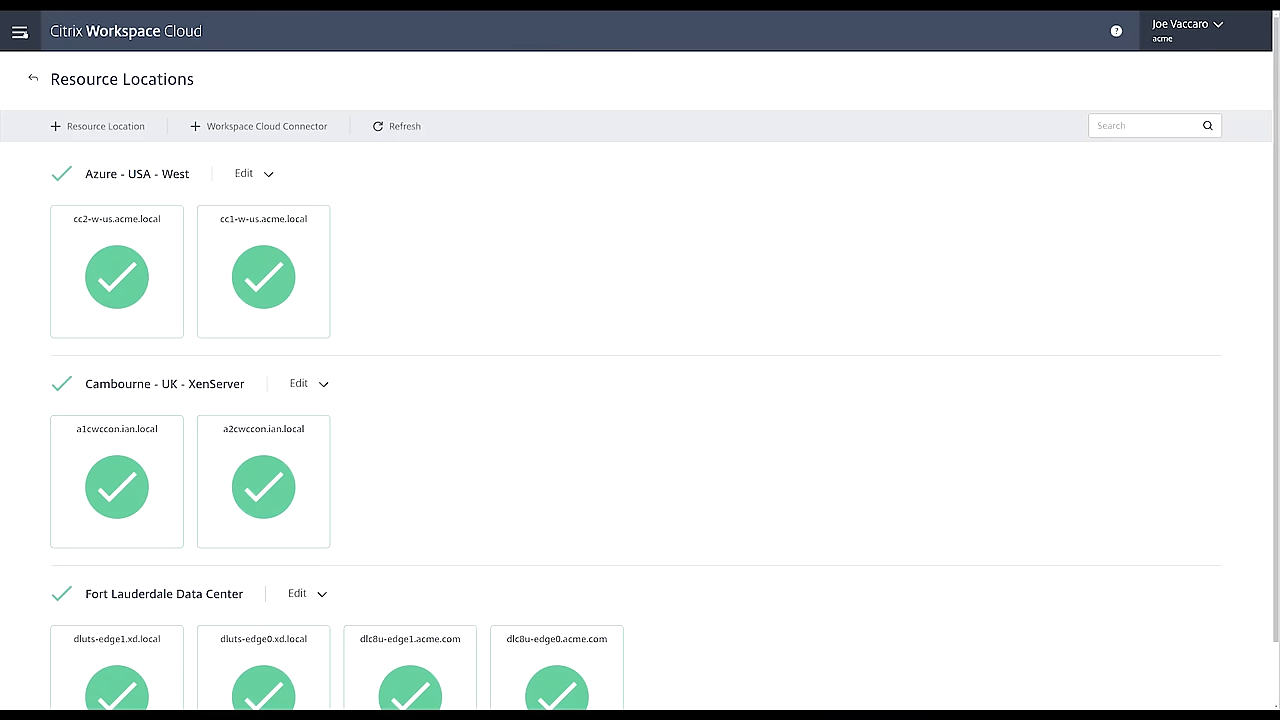 Citrix Workspace Cloud
?
Joe Vaccaro
acme
Resource Locations
Resource Location
Workspace Cloud Connector
Refresh
Search
Azure - USA - West
Edit
cc2-w-us.acme.local
cc1-w-us.acme.local
Cambourne - UK - XenServer
Edit
a1cwccon.ian.local
a2cwccon.ian.local
Fort Lauderdale Data Center
Edit
dluts-edge1.xd.local
dluts-edge0.xd.local
dlc8u-edge1.acme.com
dlc8u-edge0.acme.com